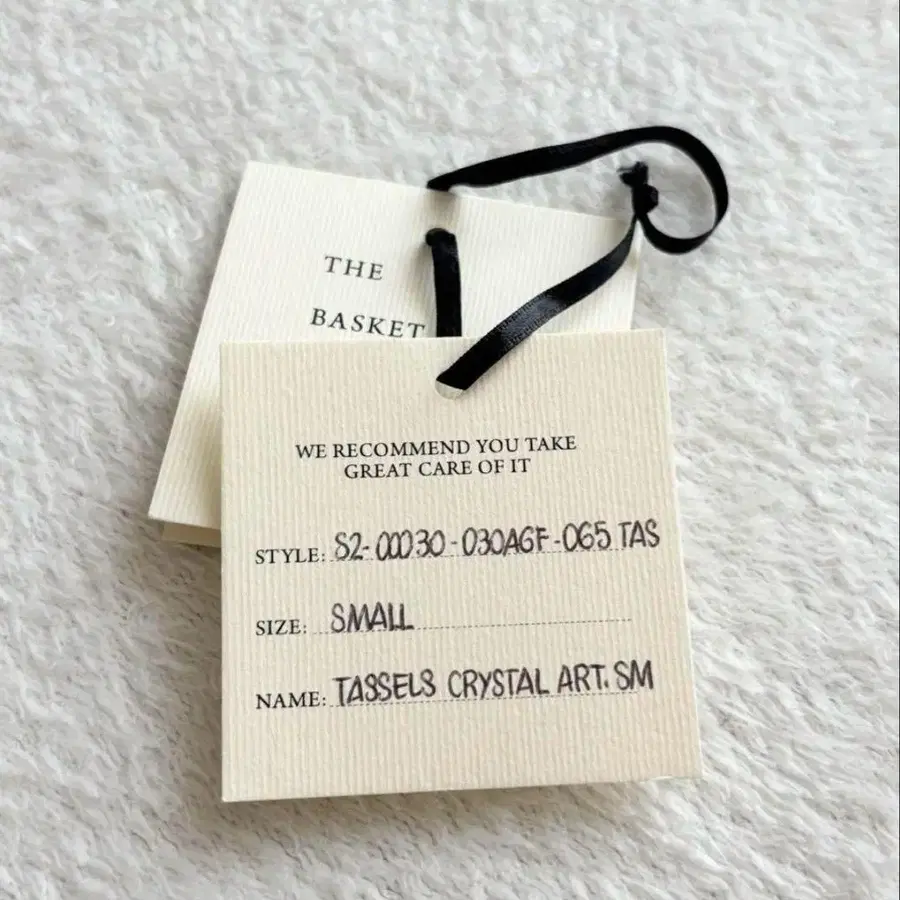 THE
BASKET
WE RECOMMEND YOU TAKE
GREAT CARE OF IT
STYLE: S2-00030-030AGF-065 TAS
SIZE: SMALL
NAME: TASSELS CRYSTAL ART. SM